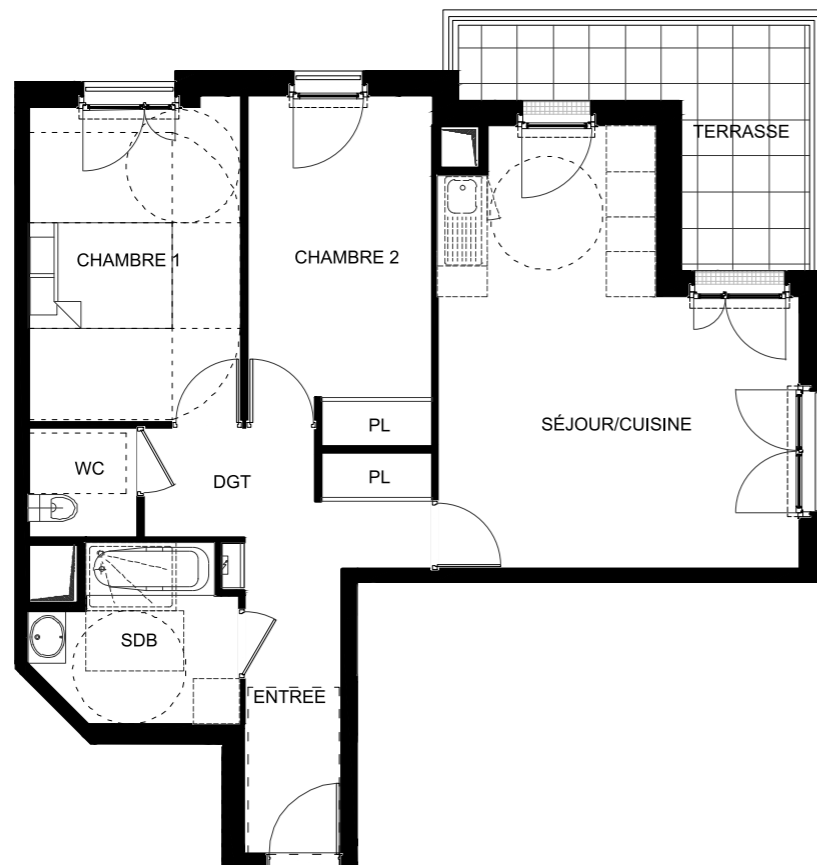 TERRASSE
CHAMBRE 1
CHAMBRE 2
SÉJOUR/CUISINE
PL
WC
PL
DGT
SDB
ENTREE